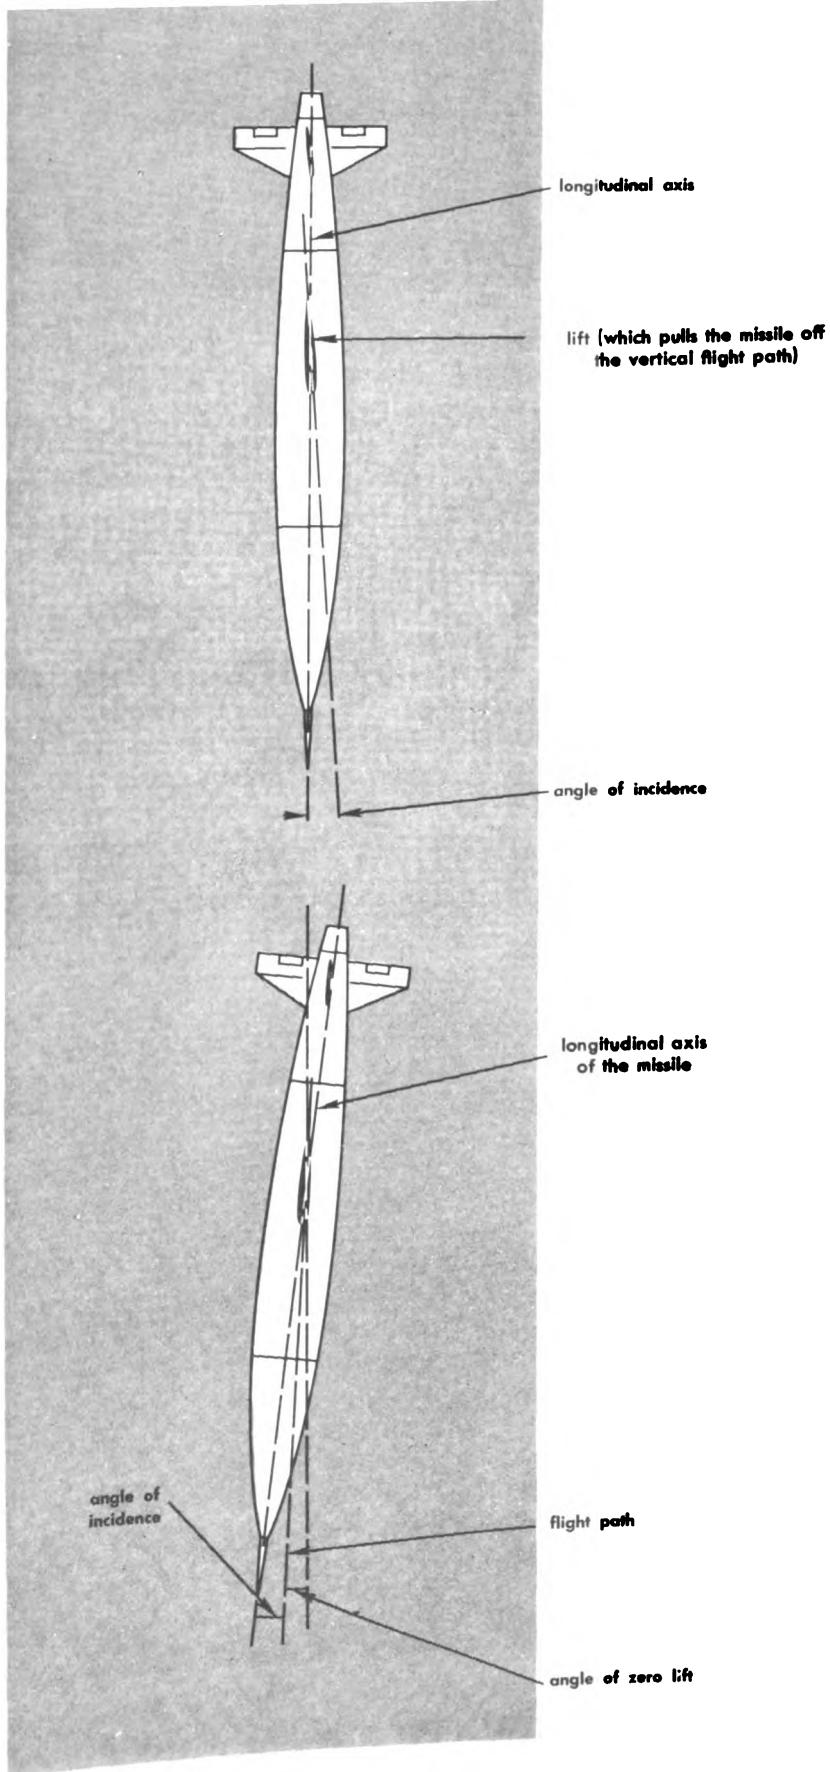 longitudinal axis
lift (which pulls the missile off
the vertical flight path)
angle of incidence
longitudinal axis
of the missile
angle of
incidence
flight path
angle of zero lift